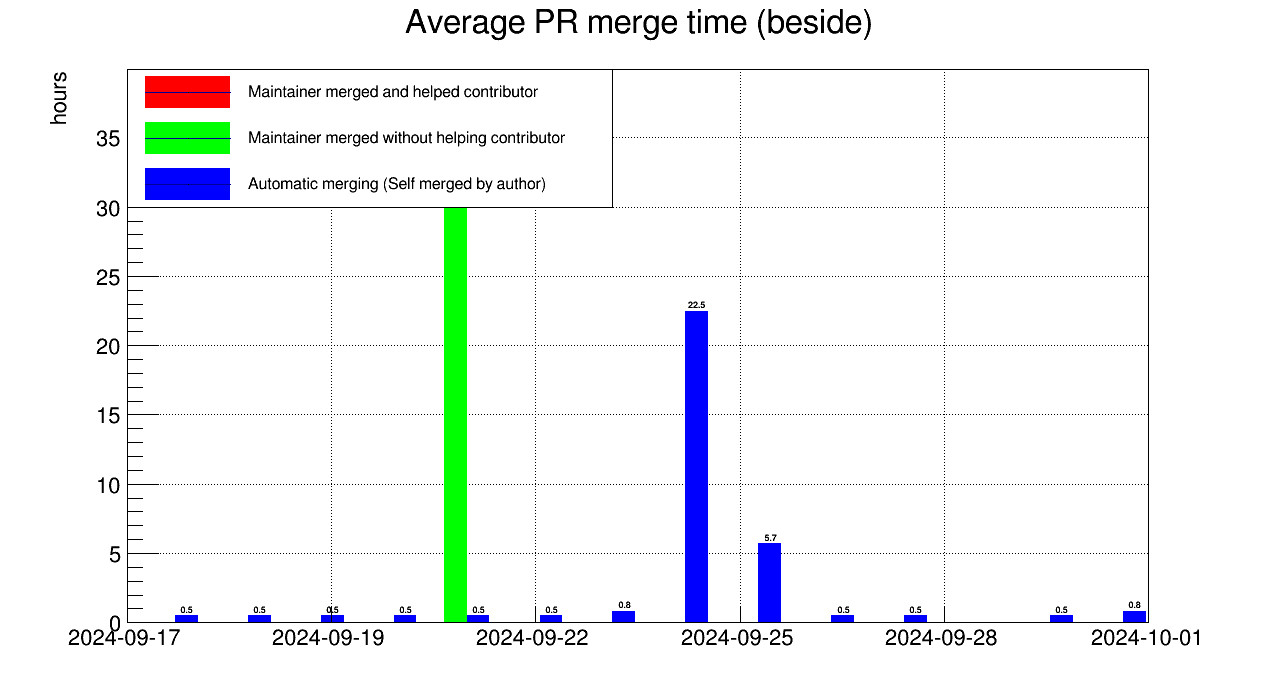 Average PR merge time (beside)
hours
Maintainer merged and helped contributor
Maintainer merged without helping contributor
Automatic merging (Self merged by author)
35
30
25
20
15
10
5
0
22.5
5.7
0.5 0.5 0.5 0.5 0.5 0.5 0.8 0.5 0.5 0.5 0.8
2024-09-17 2024-09-19 2024-09-22 2024-09-25 2024-09-28 2024-10-01